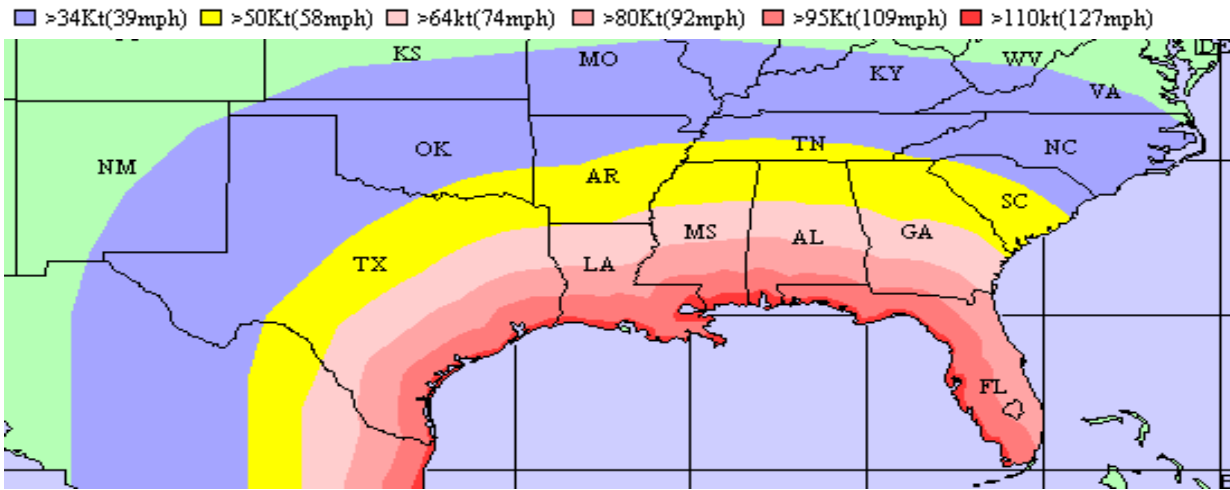 >34Kt(39mph) >50Kt(58mph) >64kt(74mph) >80Kt(92mph) >95Kt(109mph) >110kt(127mph)
KS MO KY WV VA
NM OK AR TN NC
SC
TX LA MS AL GA
FL